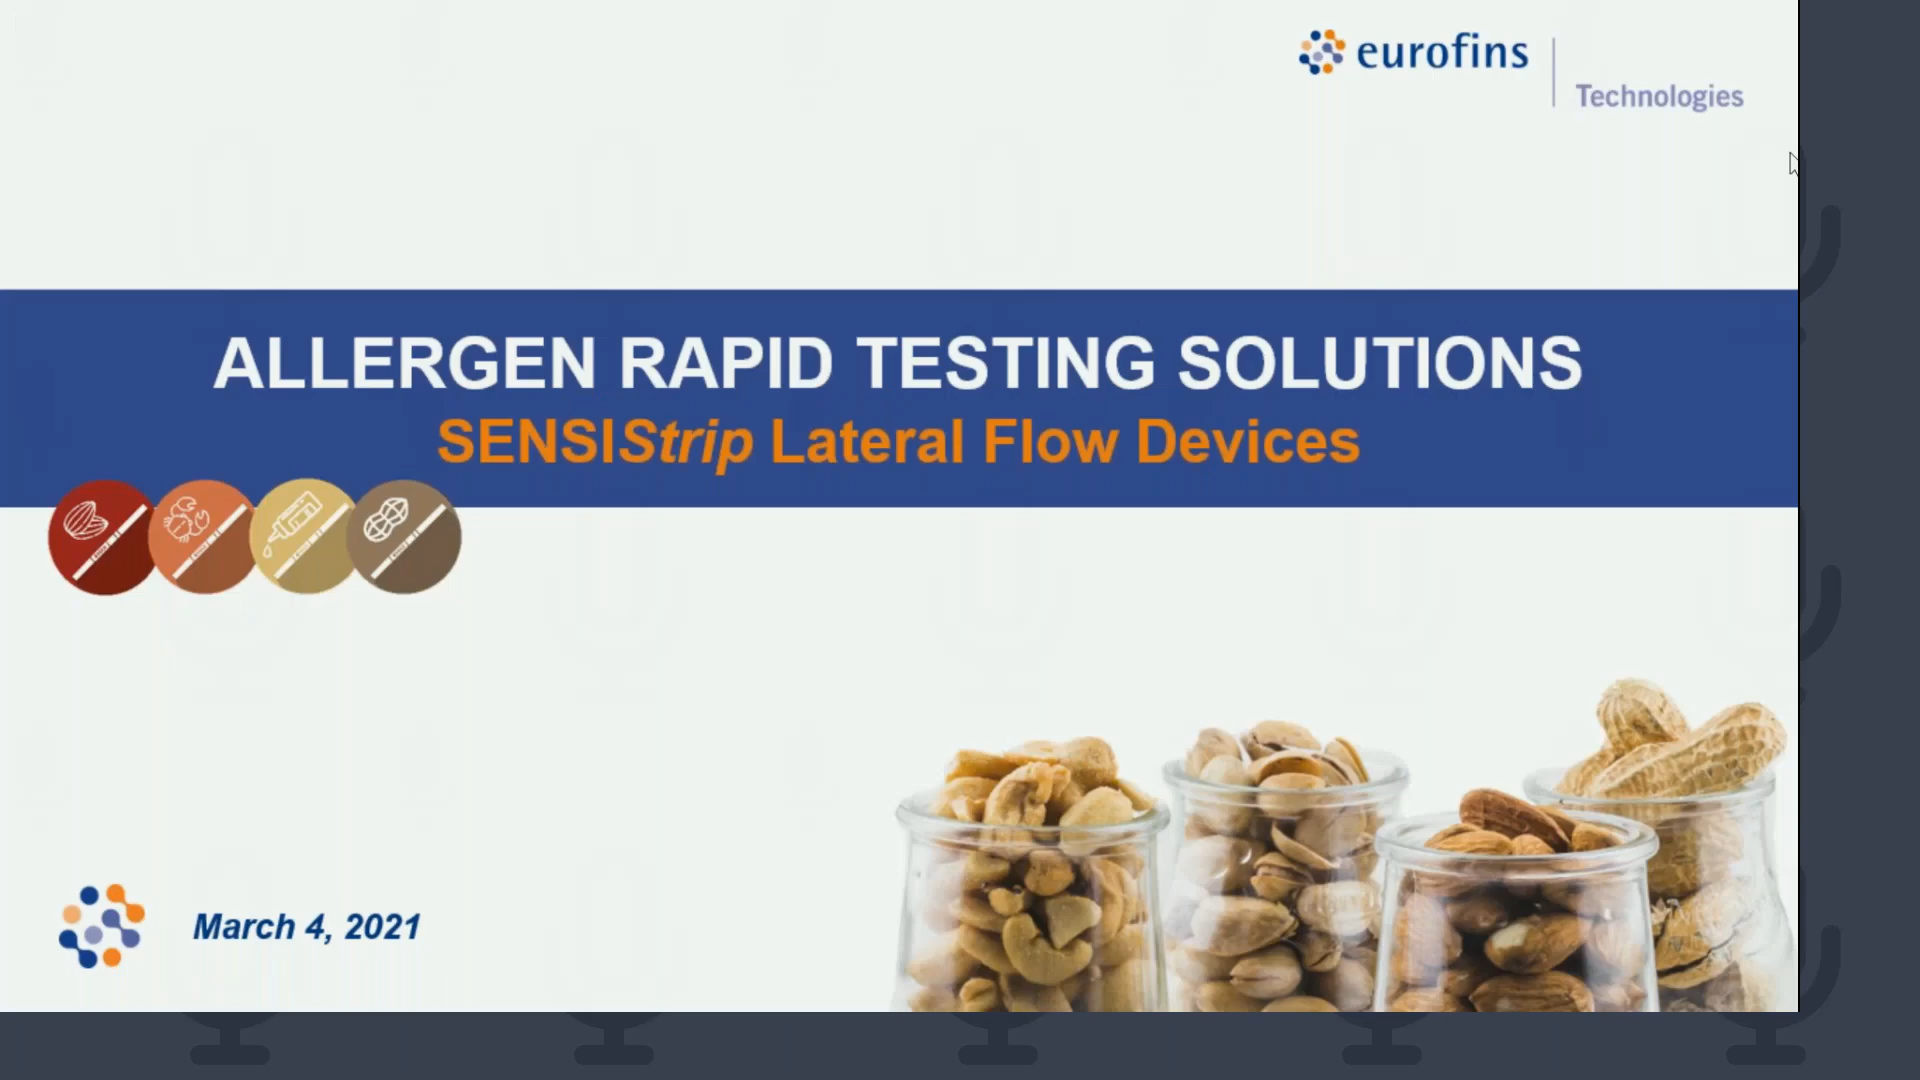 eurofins
Technologies
ALLERGEN RAPID TESTING SOLUTIONS
SENSIStrip Lateral Flow Devices
March 4, 2021